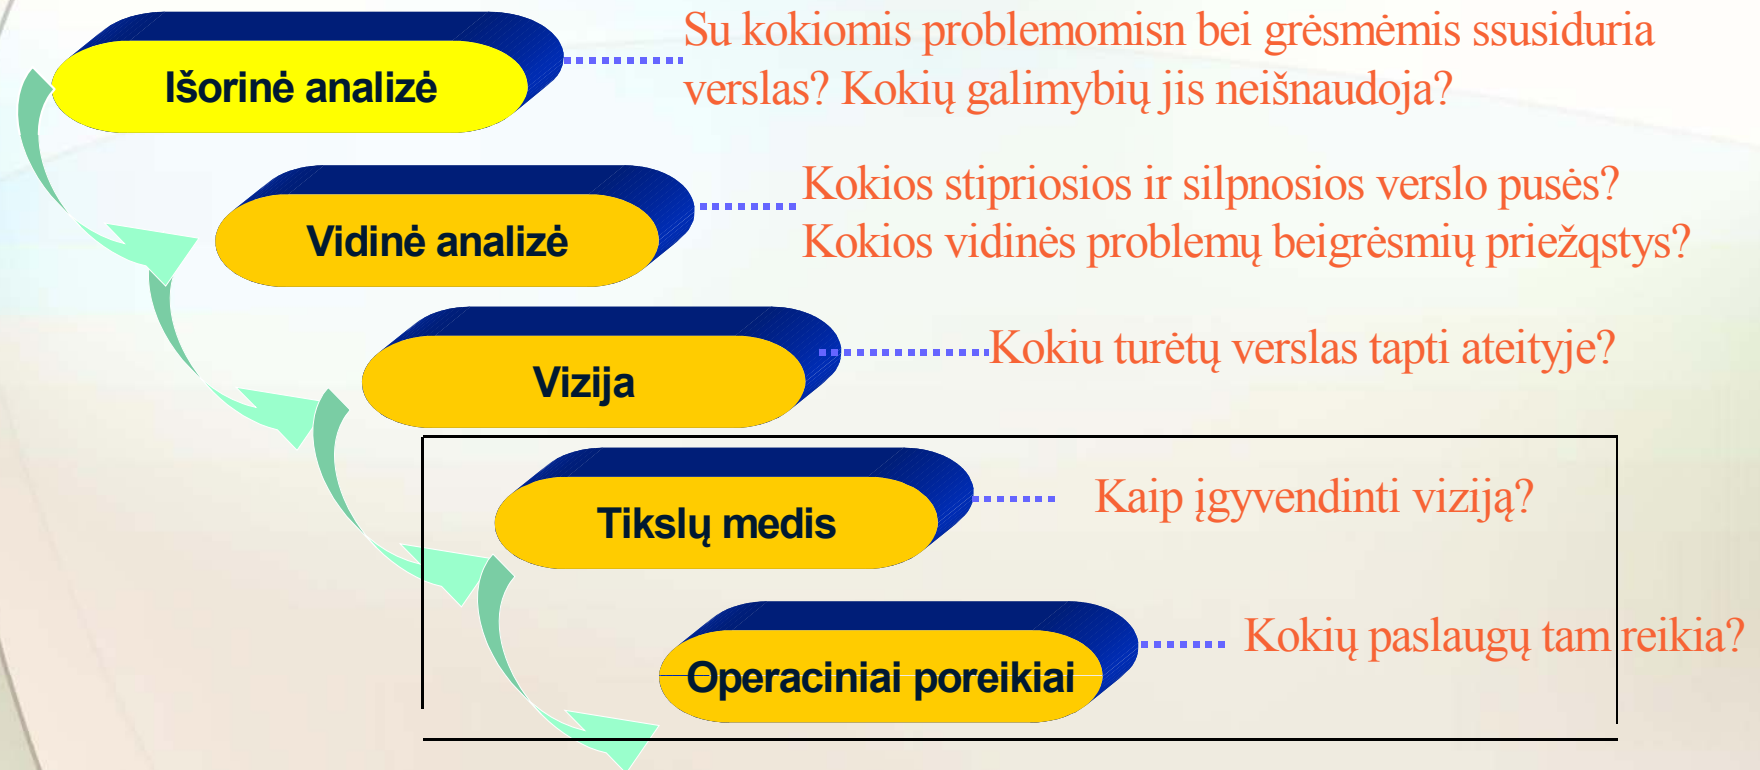 Išorinė analizė
Su kokiomis problemomisn bei grėsmėmis ssusiduria
verslas? Kokių galimybių jis neišnaudoja?
Vidinė analizė
Kokios stipriosios ir silpnosios verslo pusės?
Kokios vidinės problemų beigrėsmių priežqstys?
Vizija
Kokiu turėtų verslas tapti ateityje?
Tikslų medis
Kaip įgyvendinti viziją?
Operaciniai poreikiai
Kokių paslaugų tam reikia?